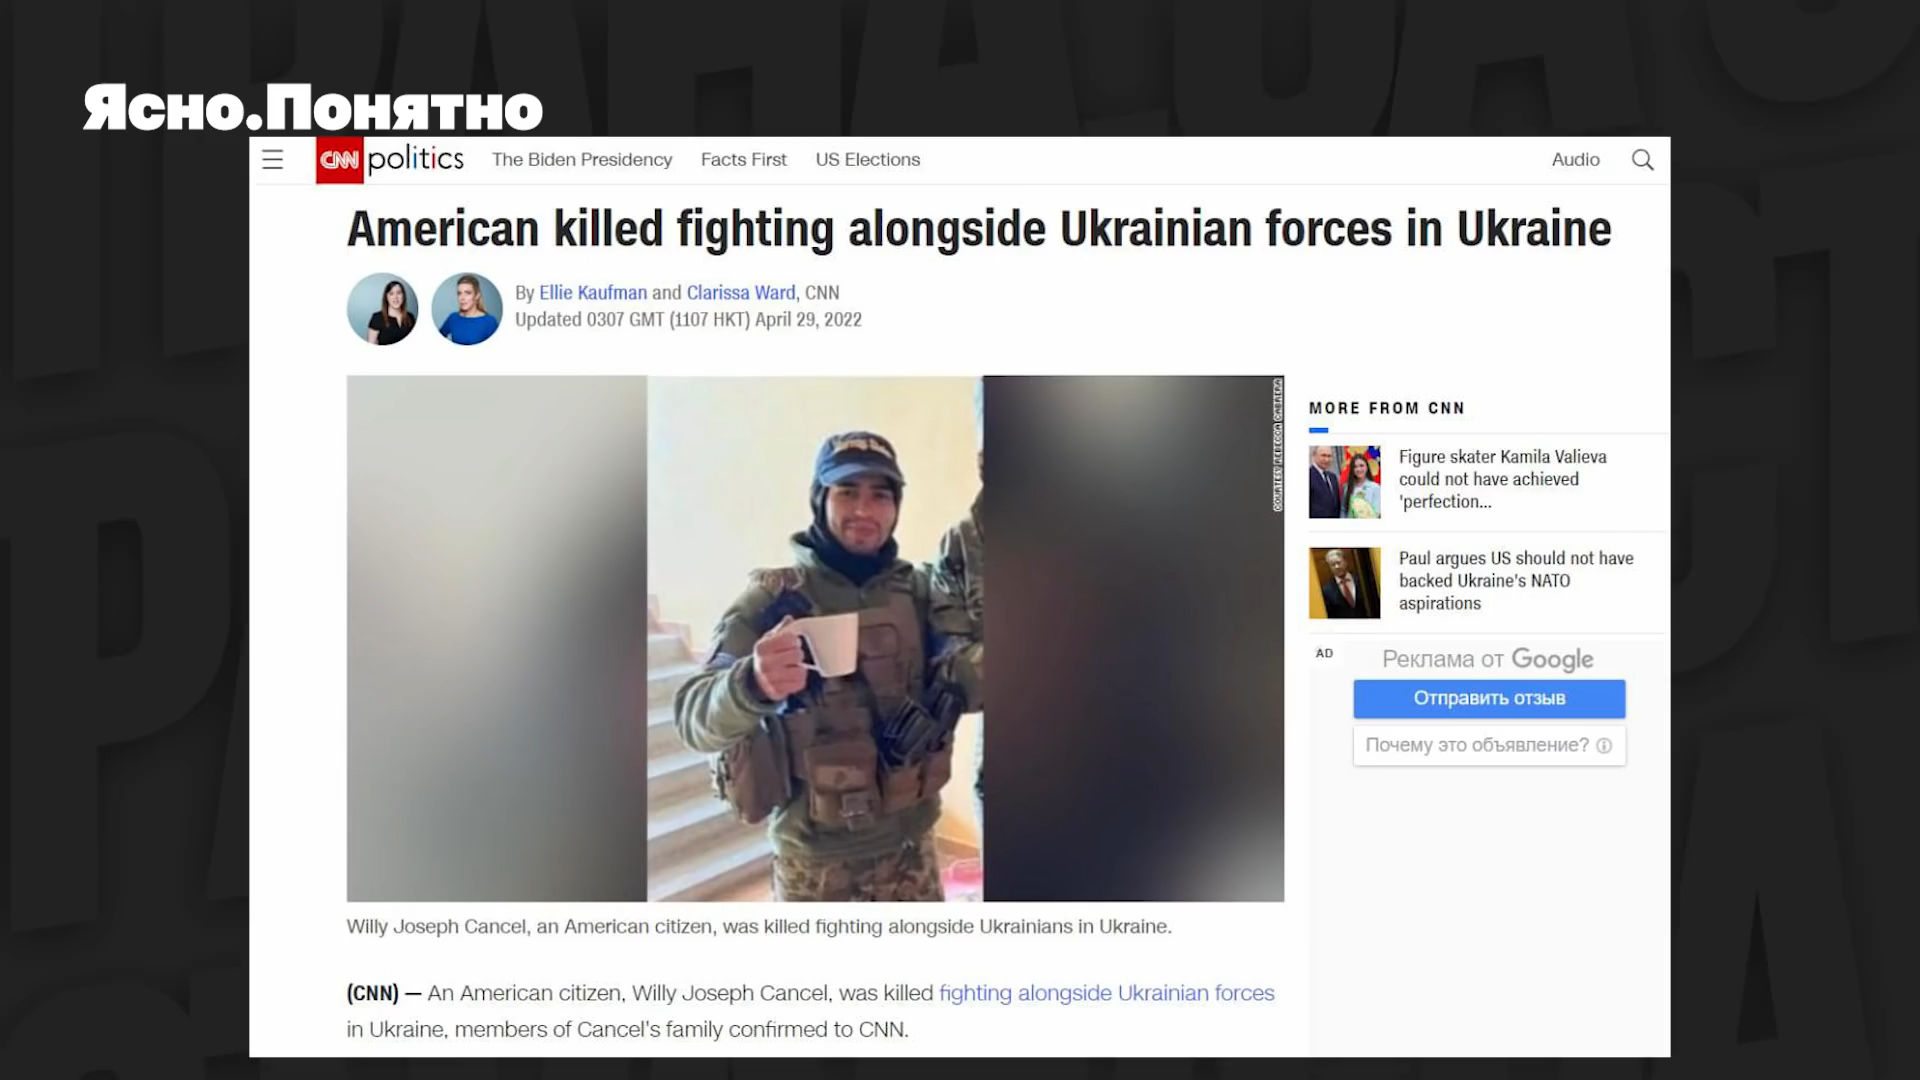 Ясно.Понятно
CNN politics The Biden Presidency Facts First US Elections Audio
American killed fighting alongside Ukrainian forces in Ukraine
By Ellie Kaufman and Clarissa Ward, CNN
Updated 0307 GMT (1107 HKT) April 29, 2022
COURTESY REBECCA CABRERA
MORE FROM CNN
Figure skater Kamila Valieva
could not have achieved
'perfection...
Paul argues US should not have
backed Ukraine's NATO
aspirations
AD
Реклама от Google
Отправить отзыв
Почему это объявление?
Willy Joseph Cancel, an American citizen, was killed fighting alongside Ukrainians in Ukraine.
(CNN) — An American citizen, Willy Joseph Cancel, was killed fighting alongside Ukrainian forces
in Ukraine, members of Cancel's family confirmed to CNN.